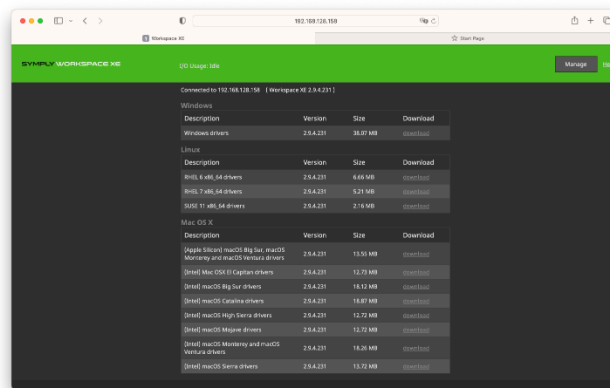 192.168.128.158
Workspace XE
Start Page
SYMPLY WORKSPACE XE
I/O Usage: Idle
Manage
Connected to 192.168.128.158 [ Workspace XE 2.9.4.231 ]
Windows
Description Version Size Download
Windows drivers 2.9.4.231 38.07 MB download
Linux
Description Version Size Download
RHEL 6 x86_64 drivers 2.9.4.231 6.66 MB download
RHEL 7 x86_64 drivers 2.9.4.231 5.21 MB download
SUSE 11 x86_64 drivers 2.9.4.231 2.16 MB download
Mac OS X
Description Version Size Download
(Apple Silicon) macOS Big Sur, macOS
Monterey and macOS Ventura drivers 2.9.4.231 13.55 MB download
(Intel) Mac OSX El Capitan drivers 2.9.4.231 12.73 MB download
(Intel) macOS Big Sur drivers 2.9.4.231 18.12 MB download
(Intel) macOS Catalina drivers 2.9.4.231 18.87 MB download
(Intel) macOS High Sierra drivers 2.9.4.231 12.72 MB download
(Intel) macOS Mojave drivers 2.9.4.231 12.72 MB download
(Intel) macOS Monterey and macOS
Ventura drivers 2.9.4.231 18.26 MB download
(Intel) macOS Sierra drivers 2.9.4.231 13.72 MB download